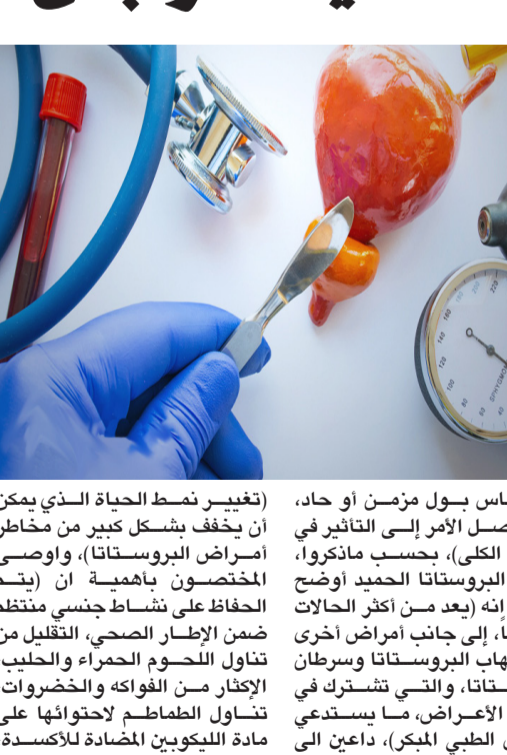 اس بول مزمن أو حاد،
صل الأمر إلى التأثير في
الكلى)، بحسب ماذكروا،
البروستاتا الحميد أوضح
انه (يعد من أكثر الحالات
اً، إلى جانب أمراض أخرى
هاب البروستاتا وسرطان
ستاتا، والتي تشترك في
الأعراض، ما يستدعي
الطبي المبكر)، داعين الى
(تغيير نمط الحياة الذي يمكن
أن يخفف بشكل كبير من مخاطر
أمراض البروستاتا)، واوصى
المختصون بأهمية ان (يتم
الحفاظ على نشاط جنسي منتظم
ضمن الإطار الصحي، التقليل من
تناول اللحوم الحمراء والحليب
الإكثار من الفواكه والخضروات
تناول الطماطم لاحتوائها على
مادة الليكوبين المضادة للأكسدة